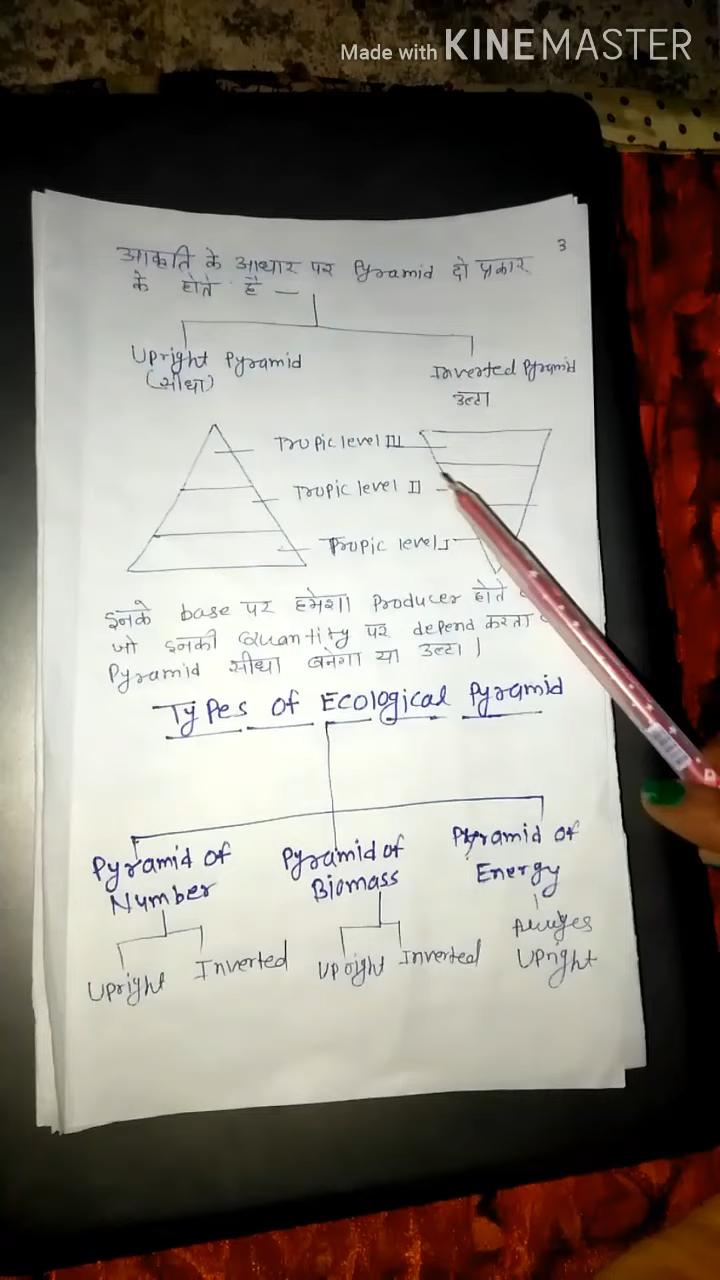 Made with KINEMASTER
3
आकृति के आधार पर Pyramid दो प्रकार
के होते है —
Upright Pyramid
(सीधा)
Inverted Pyramid
उल्टा
Tropic level III
Tropic level II
Tropic level I
इनके base पर हमेशा Producer होते
जो इनकी Quantity पर depend करता
Pyramid सीधा बनेगा या उल्टा |
Types of Ecological Pyramid
Pyramid of
Number
Pyramid of
Biomass
Pyramid of
Energy
Upright
Inverted
Upright
Inverted
Upright